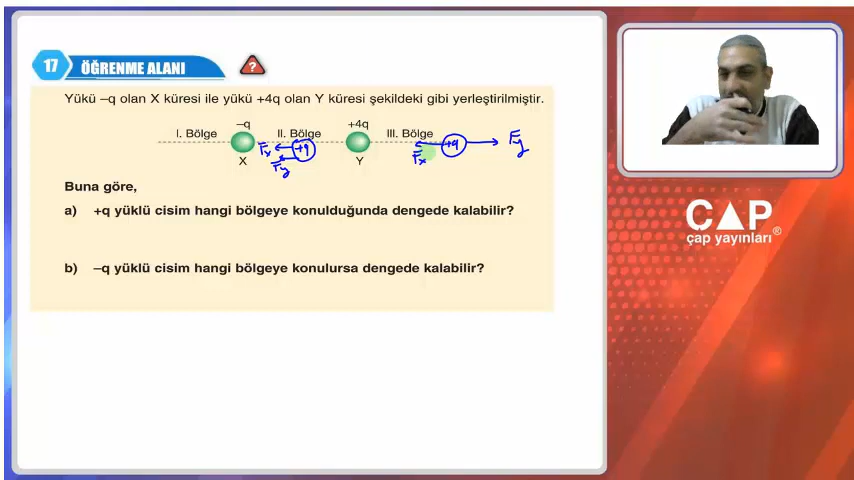 17 ÖĞRENME ALANI ?
Yükü –q olan X küresi ile yükü +4q olan Y küresi şekildeki gibi yerleştirilmiştir.
–q +4q
I. Bölge II. Bölge III. Bölge
Fx +q +q Fy
Fy Fx
X Y
Buna göre,
a) +q yüklü cisim hangi bölgeye konulduğunda dengede kalabilir?
b) –q yüklü cisim hangi bölgeye konulursa dengede kalabilir?
ÇAP
çap yayınları®